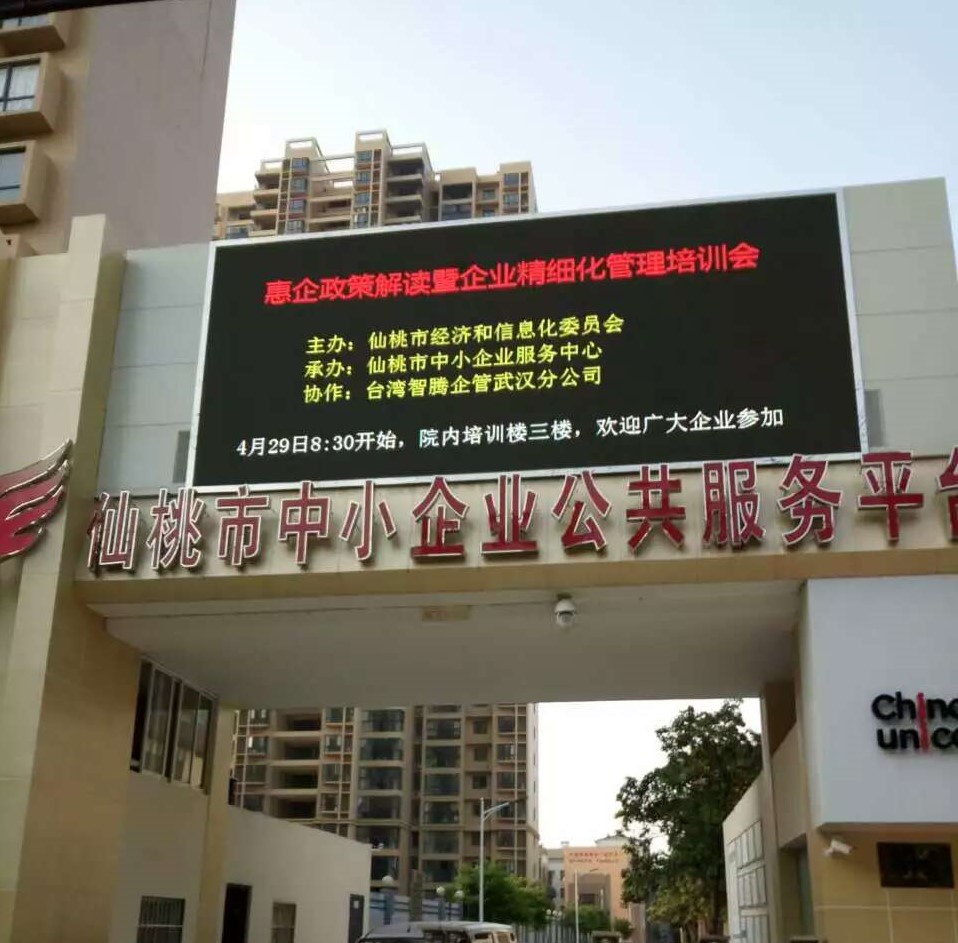 惠企政策解读暨企业精细化管理培训会
主办：仙桃市经济和信息化委员会
承办：仙桃市中小企业服务中心
协作：台湾智腾企管武汉分公司
4月29日8:30开始，院内培训楼三楼，欢迎广大企业参加
仙桃市中小企业公共服务平台
China
unico